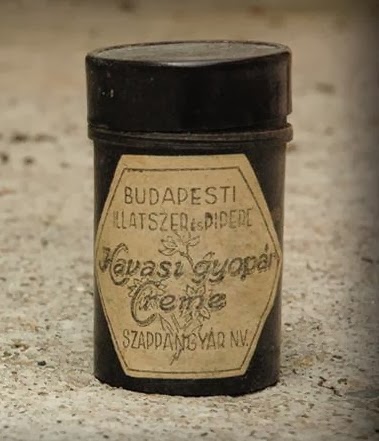 BUDAPESTI
ILLATSZER és PIPERE
Havasi gyopár
Creme
SZAPPANGYÁR N.V.